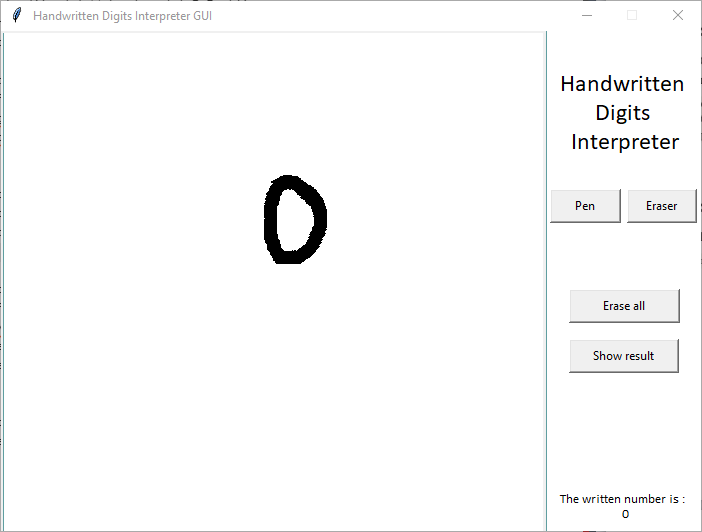 Handwritten Digits Interpreter GUI
0
Handwritten
Digits
Interpreter
Pen
Eraser
Erase all
Show result
The written number is :
0